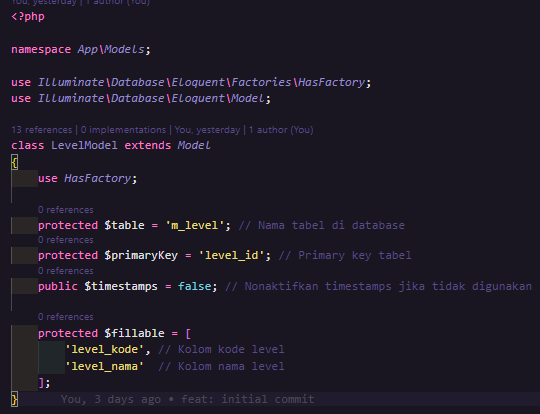 You, yesterday | 1 author (You)
<?php
namespace App\Models;
use Illuminate\Database\Eloquent\Factories\HasFactory;
use Illuminate\Database\Eloquent\Model;
13 references | 0 implementations | You, yesterday | 1 author (You)
class LevelModel extends Model
{
use HasFactory;
0 references
protected $table = 'm_level'; // Nama tabel di database
0 references
protected $primaryKey = 'level_id'; // Primary key tabel
0 references
public $timestamps = false; // Nonaktifkan timestamps jika tidak digunakan
0 references
protected $fillable = [
'level_kode', // Kolom kode level
'level_nama' // Kolom nama level
];
} You, 3 days ago • feat: initial commit